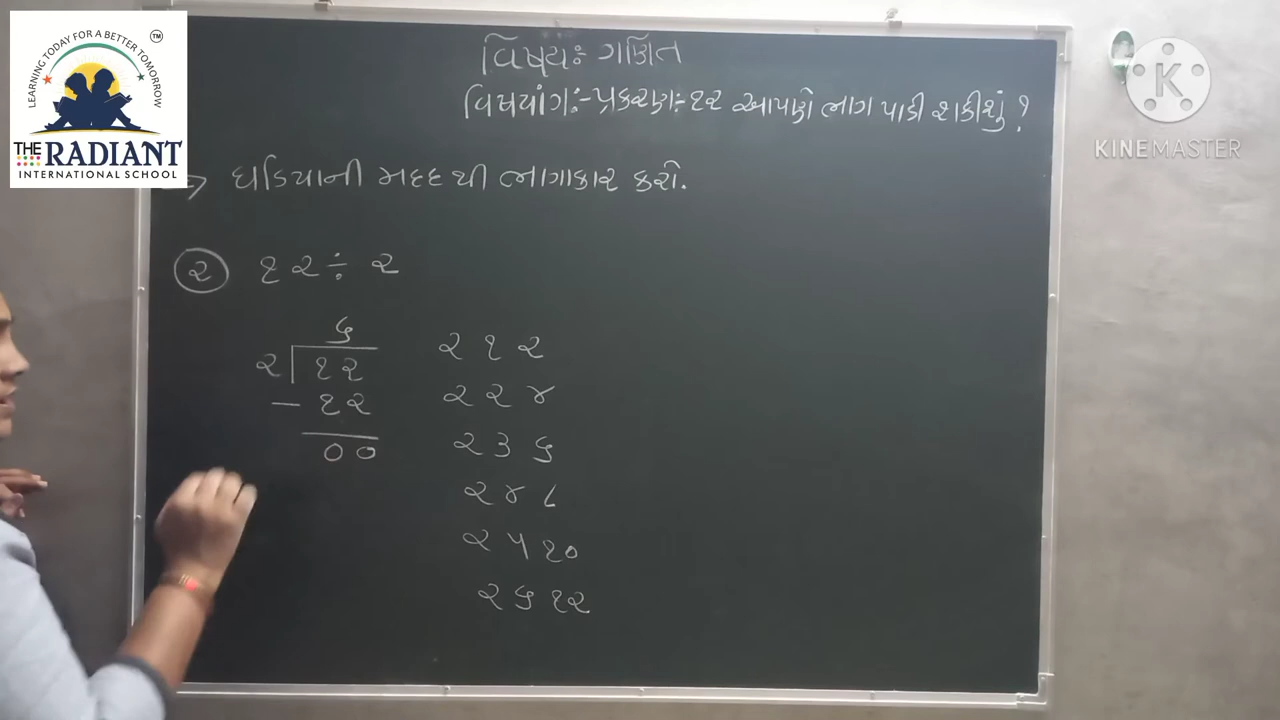 LEARNING TODAY FOR A BETTER TOMORROW
TM
THE RADIANT
INTERNATIONAL SCHOOL
K
KINEMASTER
વિષયઃ ગણિત
વિષયાંગઃ- પ્રકરણઃ- ૧૨ આપણે ભાગ પાડી શકીશું ?
→ ઘડિયાની મદદથી ભાગાકાર કરો.
૨ ૧૨ ÷ ૨
૬
૨ ૧૨
- ૧૨
૦૦
૨ ૧ ૨
૨ ૨ ૪
૨ ૩ ૬
૨ ૪ ૮
૨ ૫ ૧૦
૨ ૬ ૧૨